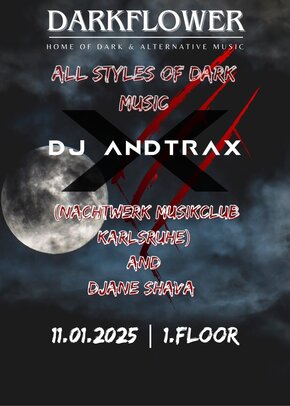 DARKFLOWER
HOME OF DARK & ALTERNATIVE MUSIC
ALL STYLES OF DARK
MUSIC
DJ ANDTRAX
(NACHTWERK MUSIKCLUB
KARLSRUHE)
AND
DJANE SHAVA
11.01.2025 | 1.FLOOR